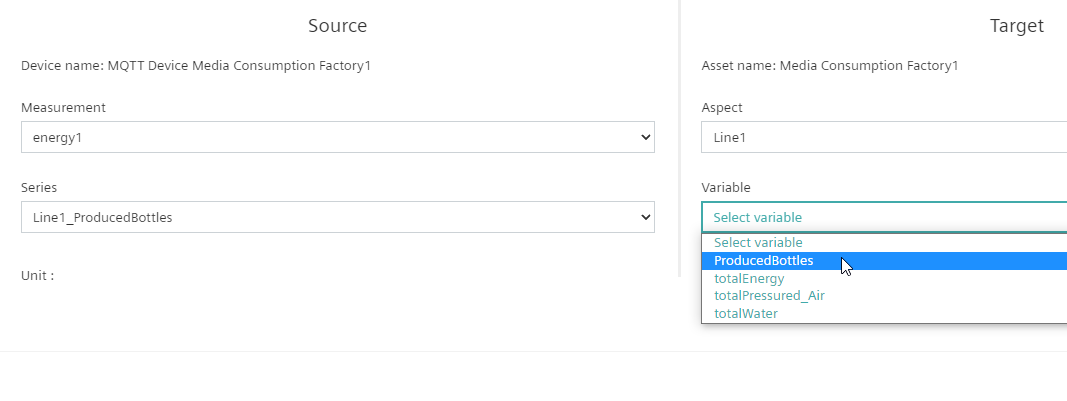 Source
Device name: MQTT Device Media Consumption Factory1
Measurement
energy1
Series
Line1_ProducedBottles
Unit :
Target
Asset name: Media Consumption Factory1
Aspect
Line1
Variable
Select variable
Select variable
ProducedBottles
totalEnergy
totalPressured_Air
totalWater